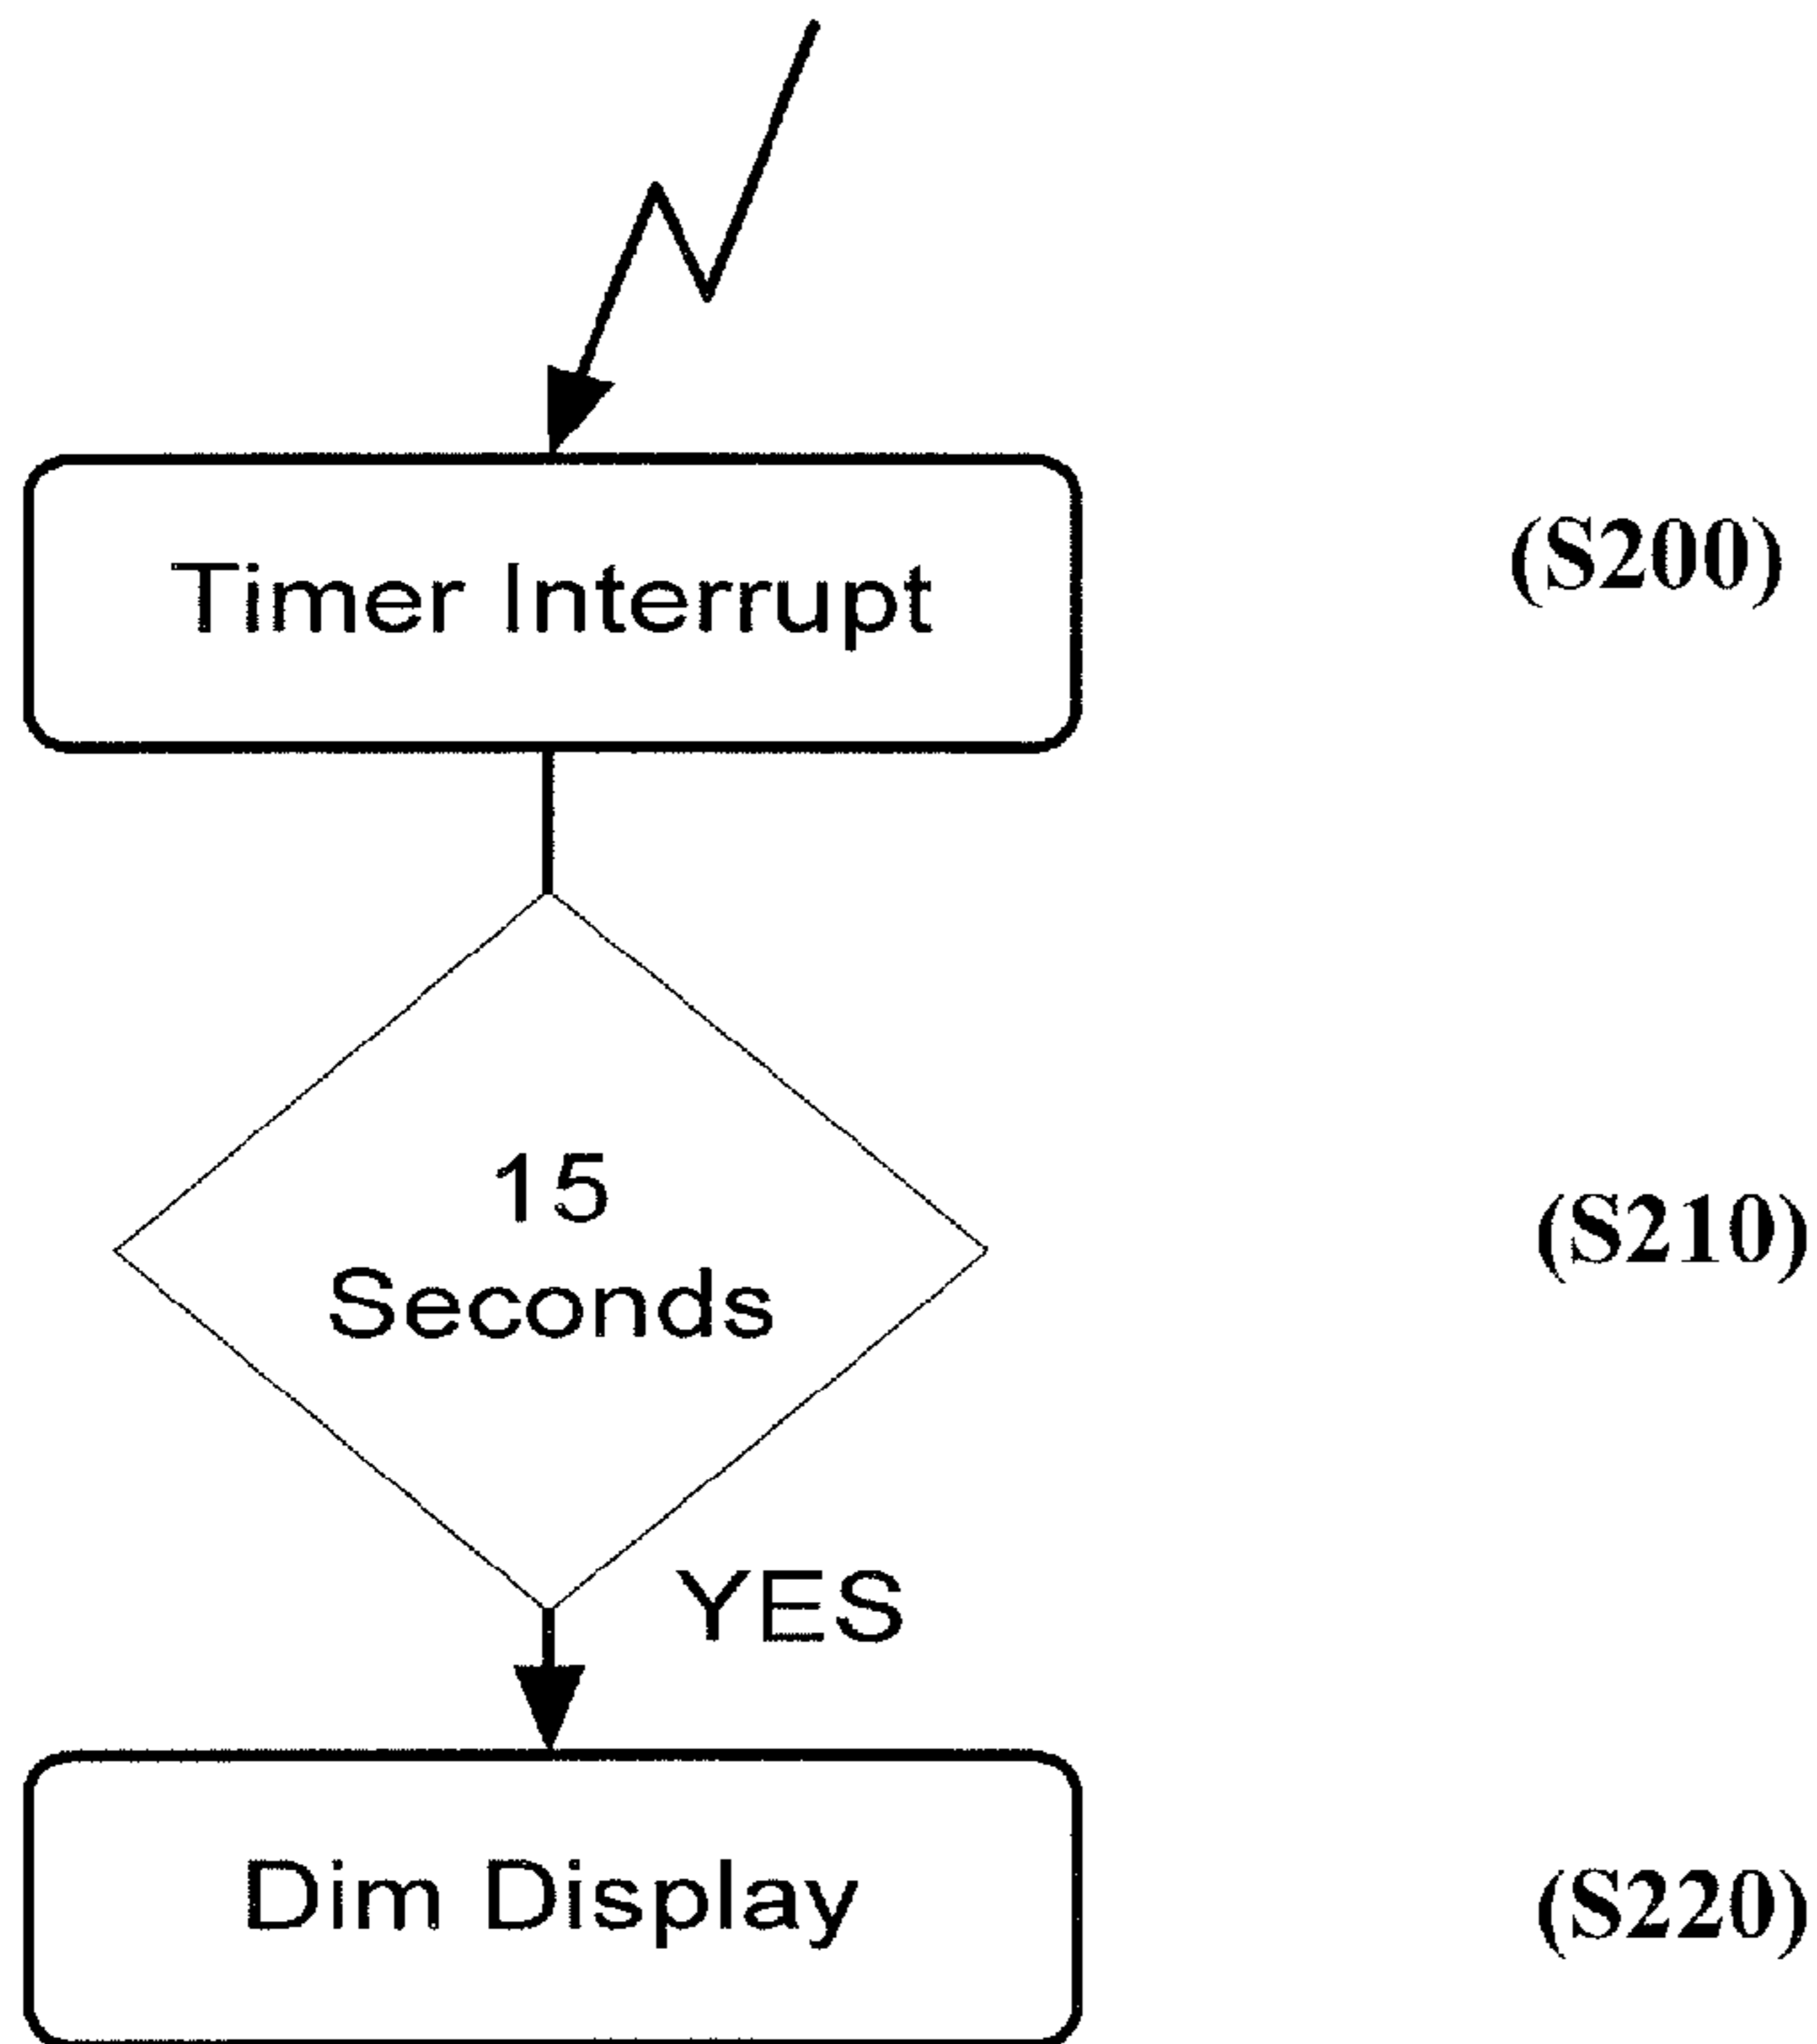 Timer Interrupt
(S200)
15
Seconds
(S210)
YES
Dim Display
(S220)